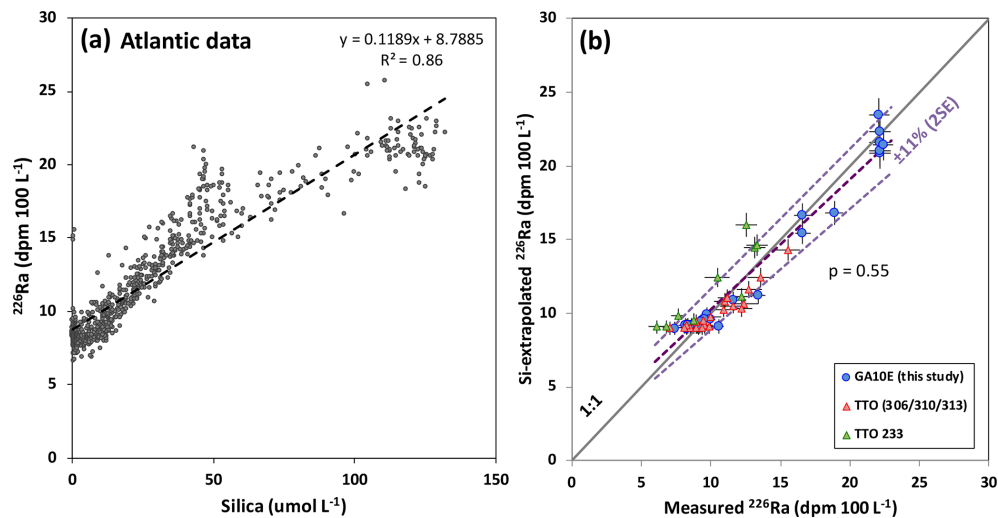 (a) Atlantic data
y = 0.1189x + 8.7885
R² = 0.86
30
25
20
15
10
5
0
0 50 100 150
²²⁶Ra (dpm 100 L⁻¹)
Silica (umol L⁻¹)
(b)
30
25
20
15
10
5
0
0 5 10 15 20 25 30
Si-extrapolated ²²⁶Ra (dpm 100 L⁻¹)
Measured ²²⁶Ra (dpm 100 L⁻¹)
±11% (2SE)
p = 0.55
1:1
GA10E (this study)
TTO (306/310/313)
TTO 233